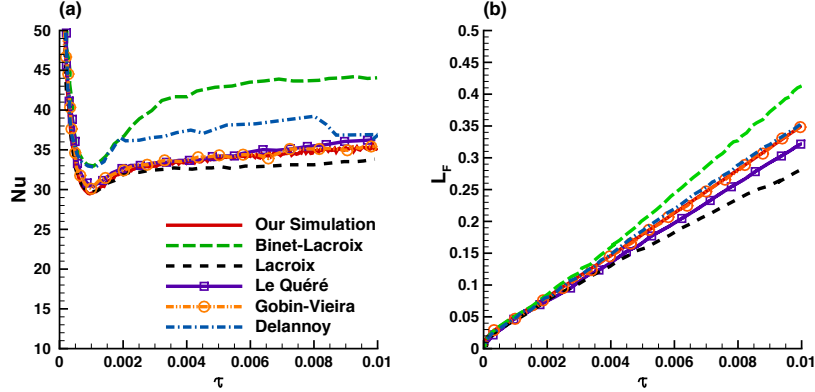 (a)
Nu
50
45
40
35
30
25
20
15
10
0
0.002
0.004
0.006
0.008
0.01
τ
Our Simulation
Binet-Lacroix
Lacroix
Le Quéré
Gobin-Vieira
Delannoy
(b)
L_F
0.5
0.45
0.4
0.35
0.3
0.25
0.2
0.15
0.1
0.05
0
0
0.002
0.004
0.006
0.008
0.01
τ